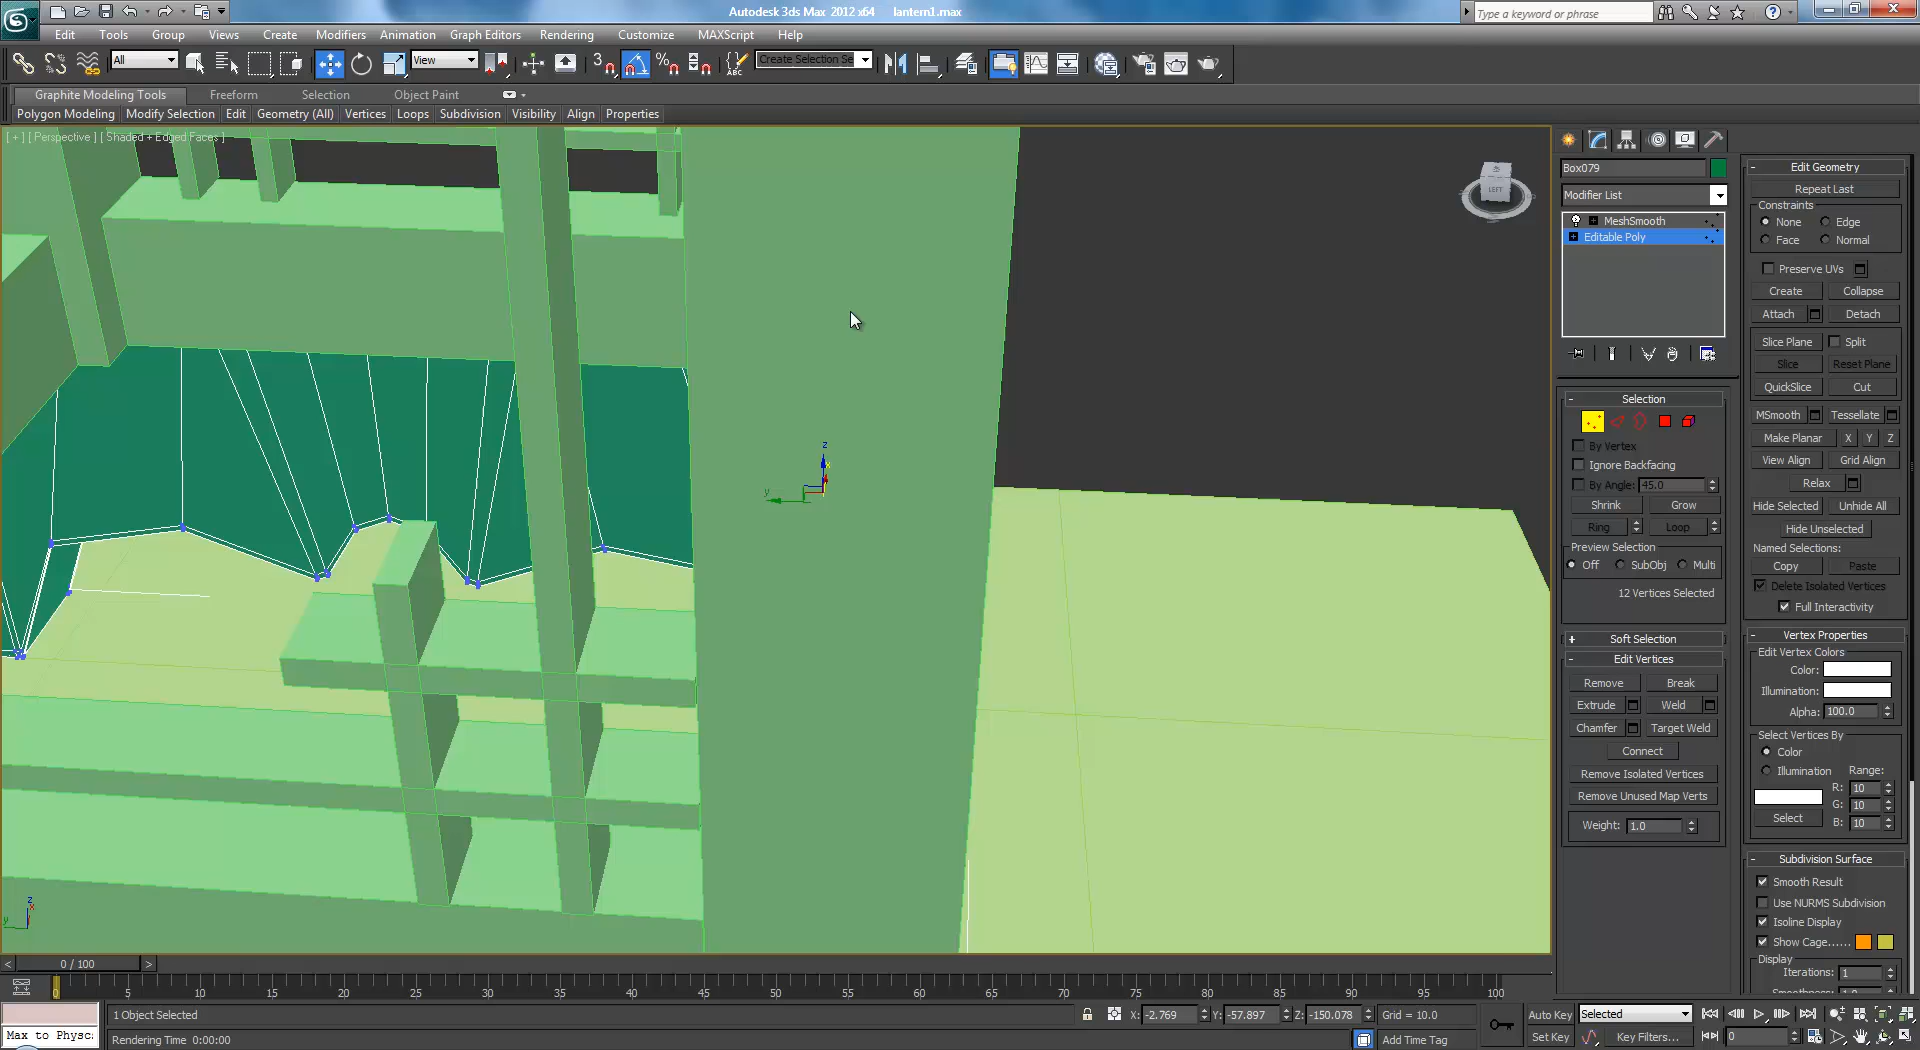 Autodesk 3ds Max 2012 x64 lantern1.max
Type a keyword or phrase
Edit Tools Group Views Create Modifiers Animation Graph Editors Rendering Customize MAXScript Help
All View 3 Create Selection Se
Graphite Modeling Tools Freeform Selection Object Paint
Polygon Modeling Modify Selection Edit Geometry (All) Vertices Loops Subdivision Visibility Align Properties
[ + ] [ Perspective ] [ Shaded + Edged Faces ]
LEFT
z
x
y
z
x
y
Box079
Modifier List
MeshSmooth
Editable Poly
- Selection
By Vertex
Ignore Backfacing
By Angle: 45.0
Shrink Grow
Ring Loop
Preview Selection
Off SubObj Multi
12 Vertices Selected
+ Soft Selection
- Edit Vertices
Remove Break
Extrude Weld
Chamfer Target Weld
Connect
Remove Isolated Vertices
Remove Unused Map Verts
Weight: 1.0
- Edit Geometry
Repeat Last
Constraints
None Edge
Face Normal
Preserve UVs
Create Collapse
Attach Detach
Slice Plane Split
Slice Reset Plane
QuickSlice Cut
MSmooth Tessellate
Make Planar X Y Z
View Align Grid Align
Relax
Hide Selected Unhide All
Hide Unselected
Named Selections:
Copy Paste
Delete Isolated Vertices
Full Interactivity
- Vertex Properties
Edit Vertex Colors
Color:
Illumination:
Alpha: 100.0
Select Vertices By
Color
Illumination Range:
R: 10
G: 10
Select B: 10
- Subdivision Surface
Smooth Result
Use NURMS Subdivision
Isoline Display
Show Cage......
Display
Iterations: 1
< 0 / 100 >
0 5 10 15 20 25 30 35 40 45 50 55 60 65 70 75 80 85 90 95 100
1 Object Selected X: -2.769 Y: -57.897 Z: -150.078 Grid = 10.0 Auto Key Selected
Max to Physc Rendering Time 0:00:00 Add Time Tag Set Key Key Filters... 0